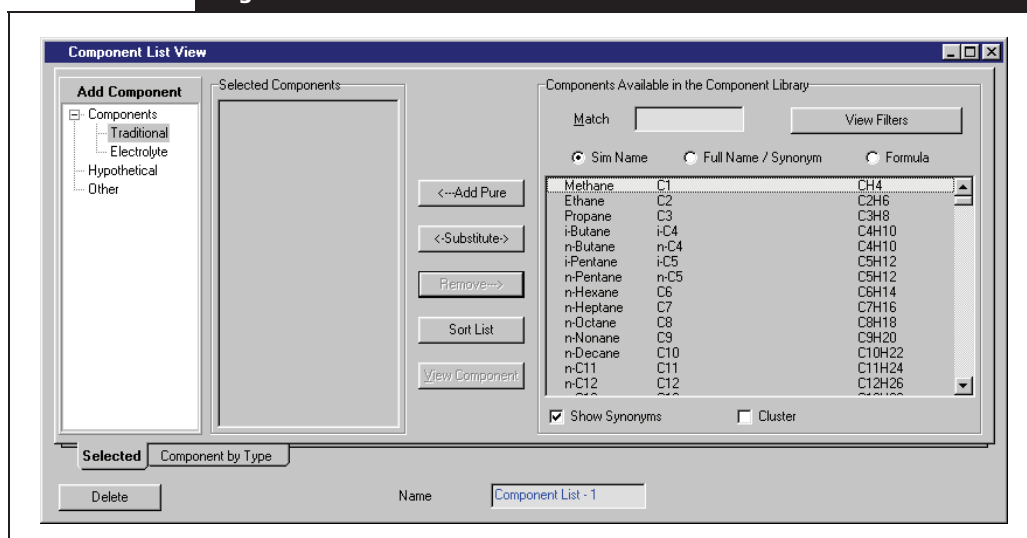 Component List View
Add Component
Components
Traditional
Electrolyte
Hypothetical
Other
Selected Components
<---Add Pure
<-Substitute->
Remove--->
Sort List
View Component
Components Available in the Component Library
Match
View Filters
Sim Name Full Name / Synonym Formula
Methane C1 CH4
Ethane C2 C2H6
Propane C3 C3H8
i-Butane i-C4 C4H10
n-Butane n-C4 C4H10
i-Pentane i-C5 C5H12
n-Pentane n-C5 C5H12
n-Hexane C6 C6H14
n-Heptane C7 C7H16
n-Octane C8 C8H18
n-Nonane C9 C9H20
n-Decane C10 C10H22
n-C11 C11 C11H24
n-C12 C12 C12H26
Show Synonyms Cluster
Selected Component by Type
Delete Name Component List - 1